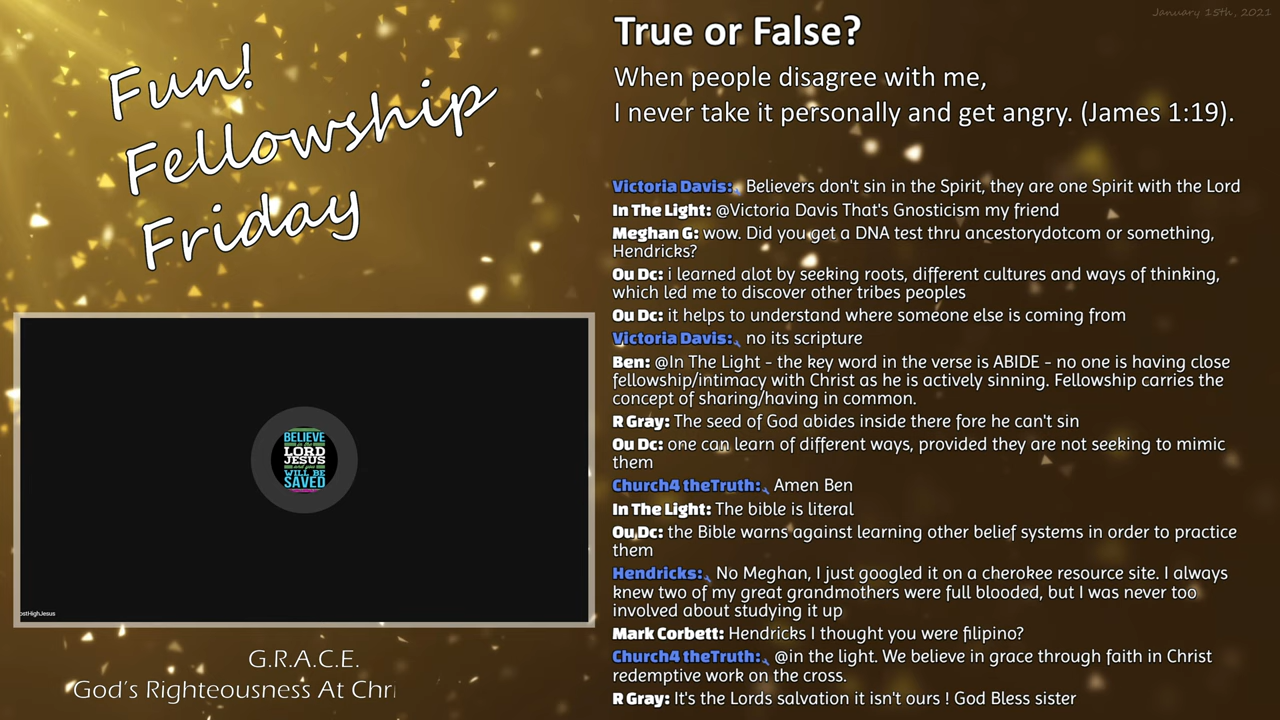 January 15th, 2021
Fun!
Fellowship
Friday
True or False?
When people disagree with me,
I never take it personally and get angry. (James 1:19).
Victoria Davis: Believers don't sin in the Spirit, they are one Spirit with the Lord
In The Light: @Victoria Davis That's Gnosticism my friend
Meghan G: wow. Did you get a DNA test thru ancestorydotcom or something,
Hendricks?
Ou Dc: i learned alot by seeking roots, different cultures and ways of thinking,
which led me to discover other tribes peoples
Ou Dc: it helps to understand where someone else is coming from
Victoria Davis: no its scripture
Ben: @In The Light - the key word in the verse is ABIDE - no one is having close
fellowship/intimacy with Christ as he is actively sinning. Fellowship carries the
concept of sharing/having in common.
R Gray: The seed of God abides inside there fore he can't sin
Ou Dc: one can learn of different ways, provided they are not seeking to mimic
them
Church4 theTruth: Amen Ben
In The Light: The bible is literal
Ou Dc: the Bible warns against learning other belief systems in order to practice
them
Hendricks: No Meghan, I just googled it on a cherokee resource site. I always
knew two of my great grandmothers were full blooded, but I was never too
involved about studying it up
Mark Corbett: Hendricks I thought you were filipino?
Church4 theTruth: @in the light. We believe in grace through faith in Christ
redemptive work on the cross.
R Gray: It's the Lords salvation it isn't ours ! God Bless sister
BELIEVE
in the
LORD
JESUS
and you
WILL BE
SAVED
ostHighJesus
G.R.A.C.E.
God's Righteousness At Chri